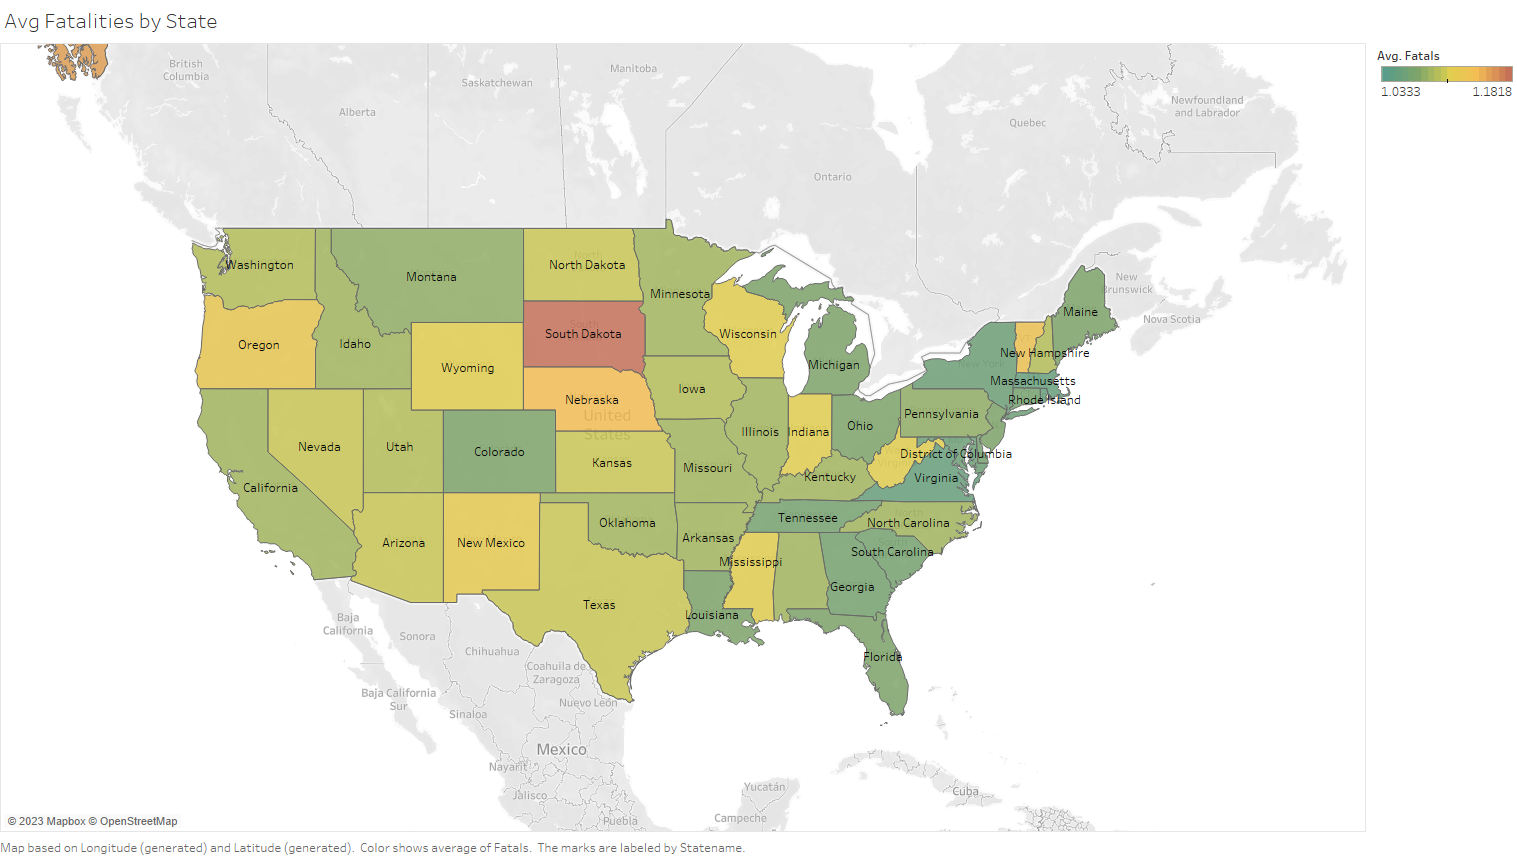 Avg Fatalities by State
Avg. Fatals
1.0333
1.1818
British
Columbia
Alberta
Saskatchewan
Manitoba
Ontario
Quebec
Newfoundland
and Labrador
New
Brunswick
Nova Scotia
Washington
Montana
North Dakota
Minnesota
Oregon
Idaho
Wyoming
South Dakota
Wisconsin
Michigan
Maine
New York
New Hampshire
Massachusetts
Rhode Island
Nebraska
Iowa
United
States
Pennsylvania
Nevada
Utah
Colorado
Kansas
Missouri
Illinois
Indiana
Ohio
District of Columbia
West
Virginia
Virginia
Kentucky
California
Arizona
New Mexico
Oklahoma
Arkansas
Tennessee
North
North Carolina
South
South Carolina
Mississippi
Georgia
Texas
Louisiana
Florida
Baja
California
Sonora
Chihuahua
Coahuila de
Zaragoza
Nuevo León
Baja California
Sur
Sinaloa
Mexico
Nayarit
Jalisco
Yucatán
Campeche
Puebla
Cuba
© 2023 Mapbox © OpenStreetMap
Map based on Longitude (generated) and Latitude (generated).  Color shows average of Fatals.  The marks are labeled by Statename.